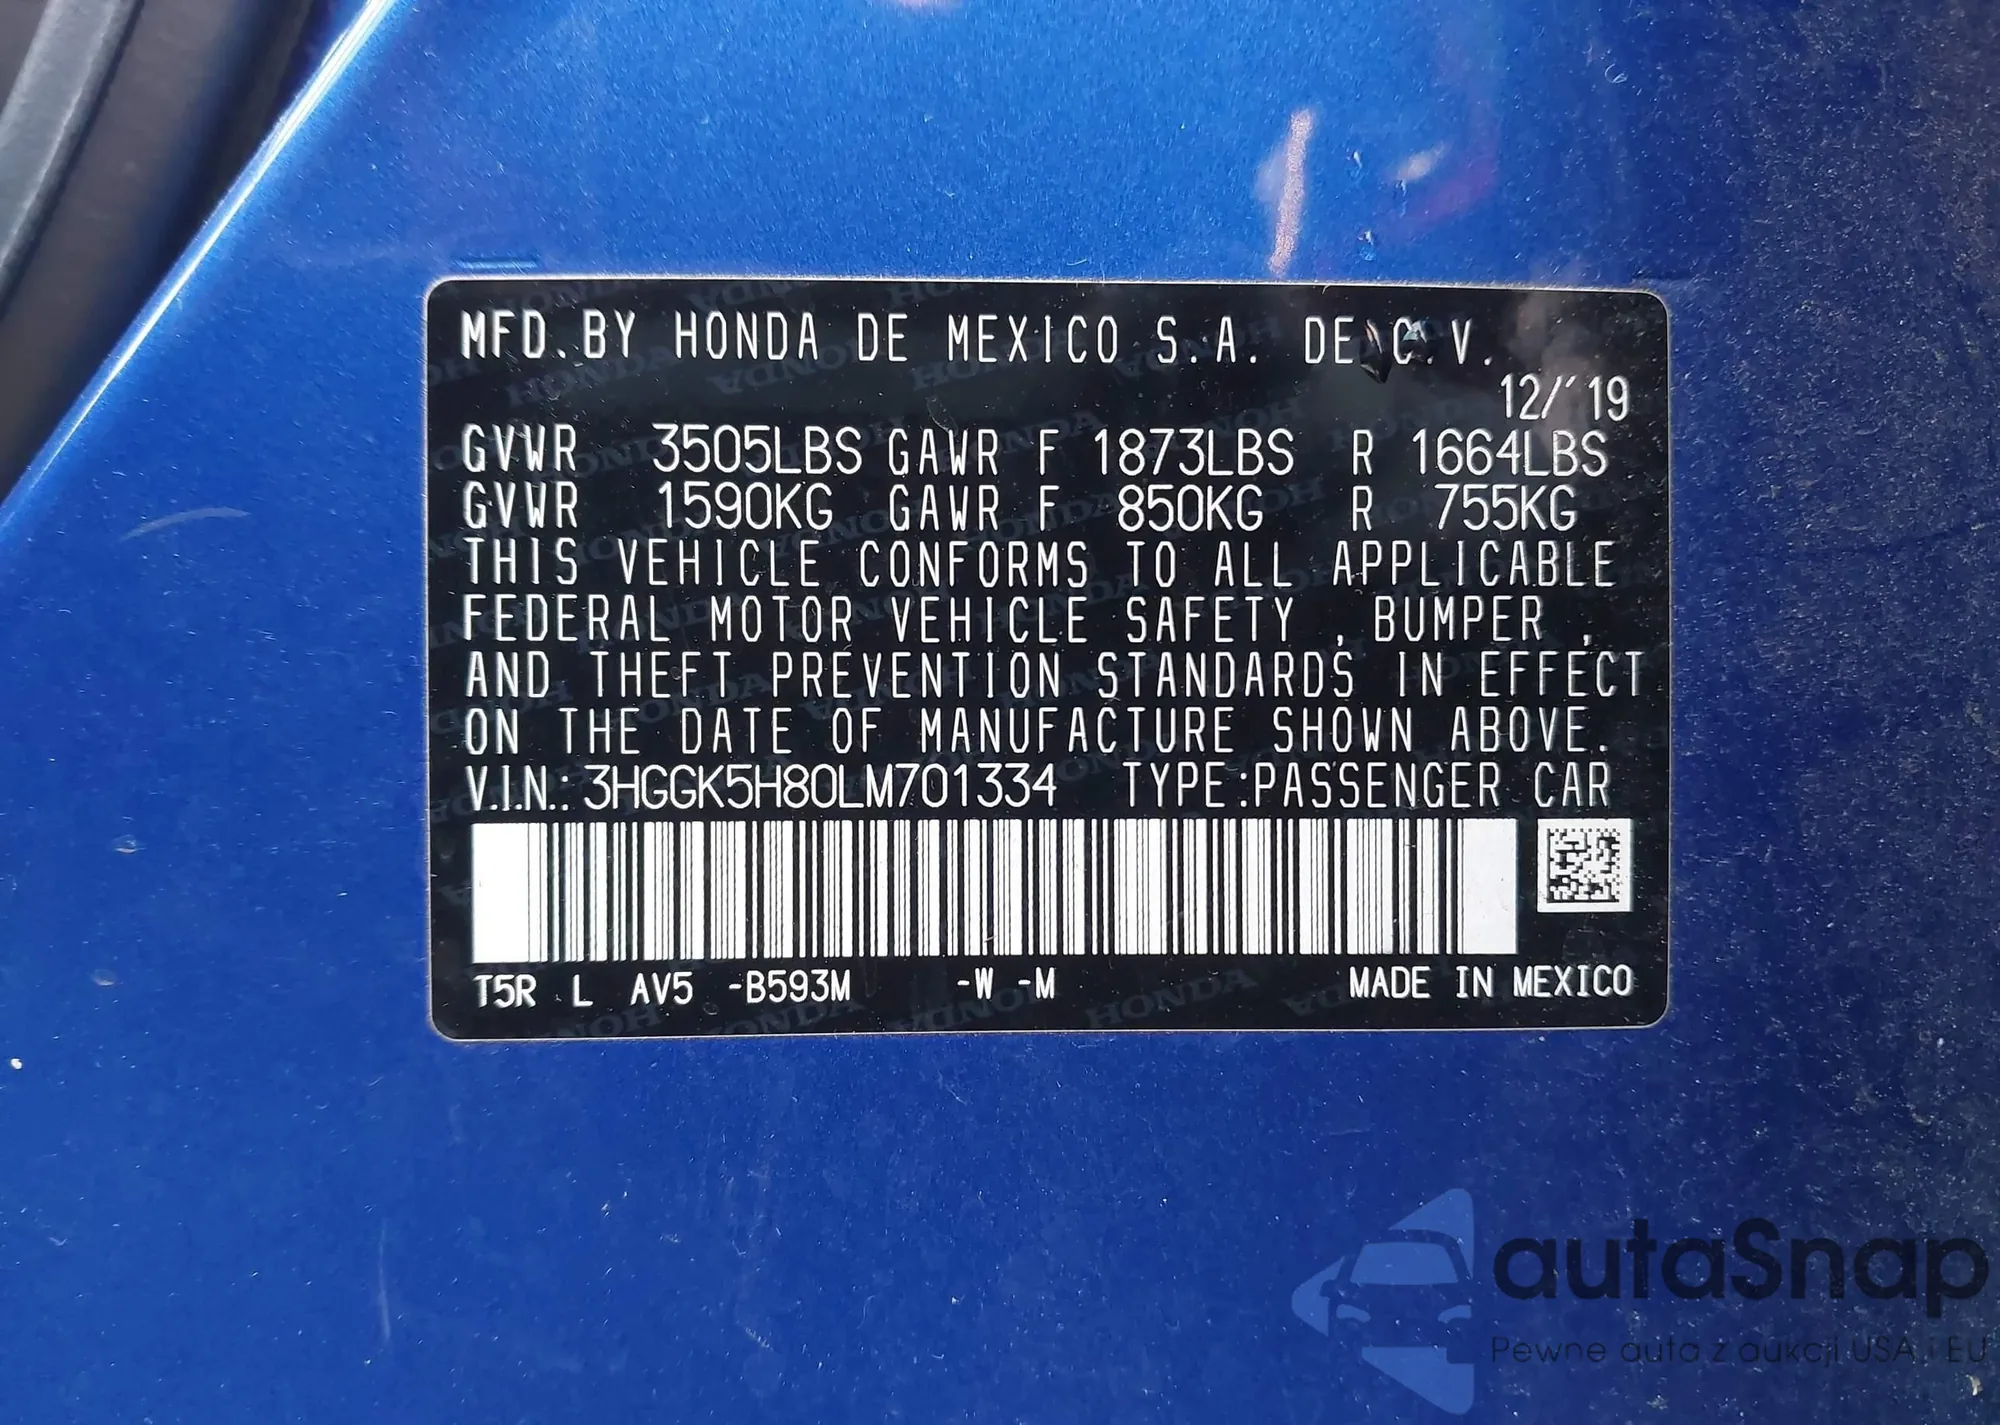 MFD.BY HONDA DE MEXICO S.A. DE C.V.
12/'19
GVWR 3505LBS GAWR F 1873LBS R 1664LBS
GVWR 1590KG GAWR F 850KG R 755KG
THIS VEHICLE CONFORMS TO ALL APPLICABLE
FEDERAL MOTOR VEHICLE SAFETY , BUMPER ,
AND THEFT PREVENTION STANDARDS IN EFFECT
ON THE DATE OF MANUFACTURE SHOWN ABOVE.
V.I.N.: 3HGGK5H80LM701334 TYPE:PASSENGER CAR
T5R L AV5 -B593M -W -M MADE IN MEXICO
autaSnap
Pewne auta z aukcji USA i EU